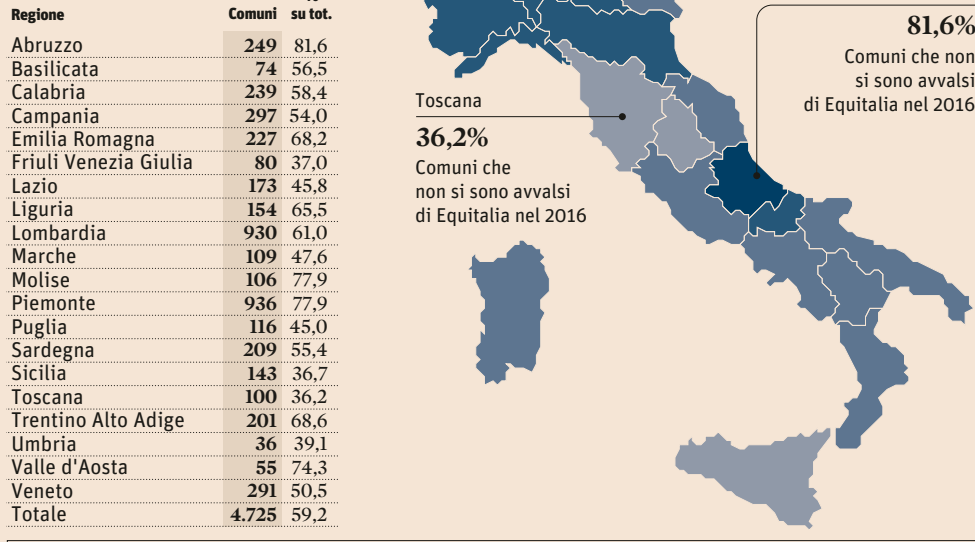 Regione Comuni su tot.
Abruzzo 249 81,6
Basilicata 74 56,5
Calabria 239 58,4
Campania 297 54,0
Emilia Romagna 227 68,2
Friuli Venezia Giulia 80 37,0
Lazio 173 45,8
Liguria 154 65,5
Lombardia 930 61,0
Marche 109 47,6
Molise 106 77,9
Piemonte 936 77,9
Puglia 116 45,0
Sardegna 209 55,4
Sicilia 143 36,7
Toscana 100 36,2
Trentino Alto Adige 201 68,6
Umbria 36 39,1
Valle d'Aosta 55 74,3
Veneto 291 50,5
Totale 4.725 59,2
Toscana
36,2%
Comuni che
non si sono avvalsi
di Equitalia nel 2016
81,6%
Comuni che non
si sono avvalsi
di Equitalia nel 2016